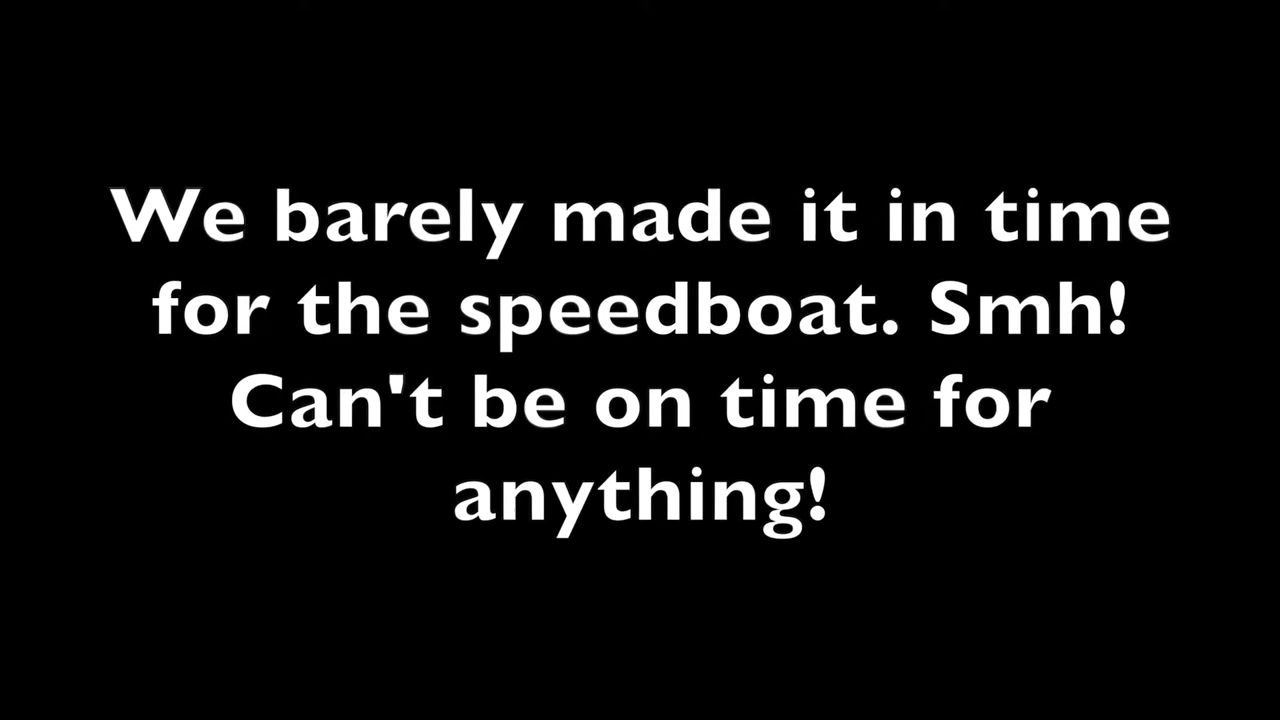 We barely made it in time
for the speedboat. Smh!
Can't be on time for
anything!